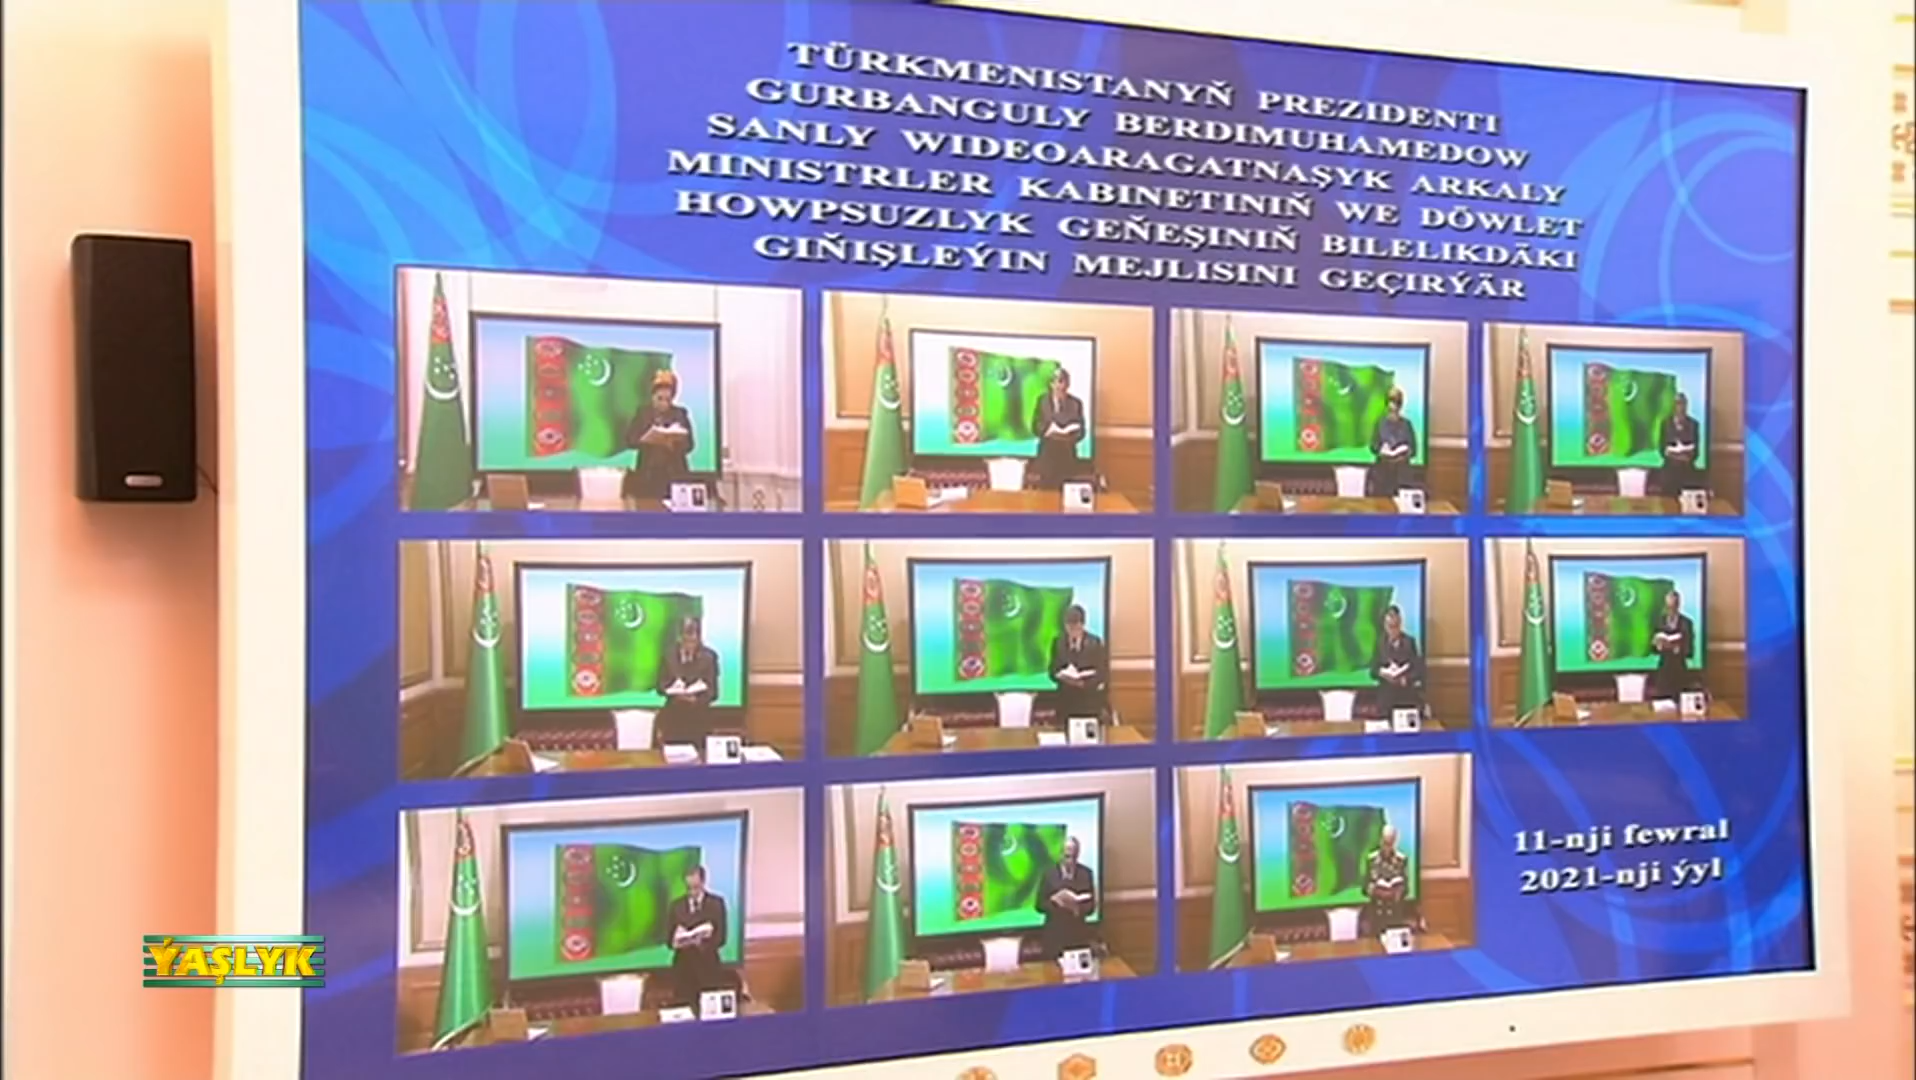 TÜRKMENISTANYŇ PREZIDENTI
GURBANGULY BERDIMUHAMEDOW
SANLY WIDEOARAGATNAŞYK ARKALY
MINISTRLER KABINETINIŇ WE DÖWLET
HOWPSUZLYK GEŇEŞINIŇ BILELIKDÄKI
GIŇIŞLEÝIN MEJLISINI GEÇIRÝÄR
11-nji fewral
2021-nji ýyl
ÝAŞLYK